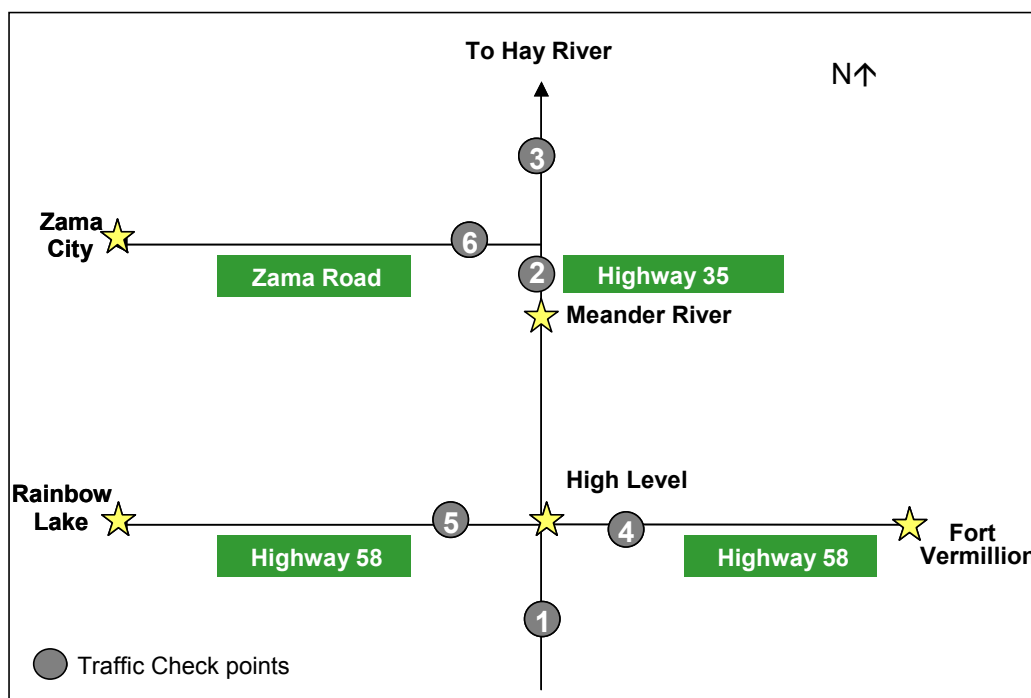 To Hay River
N↑
3
Zama
City
6
2
Zama Road
Highway 35
Meander River
High Level
Rainbow
Lake
5
4
Fort
Vermillion
Highway 58
Highway 58
1
Traffic Check points